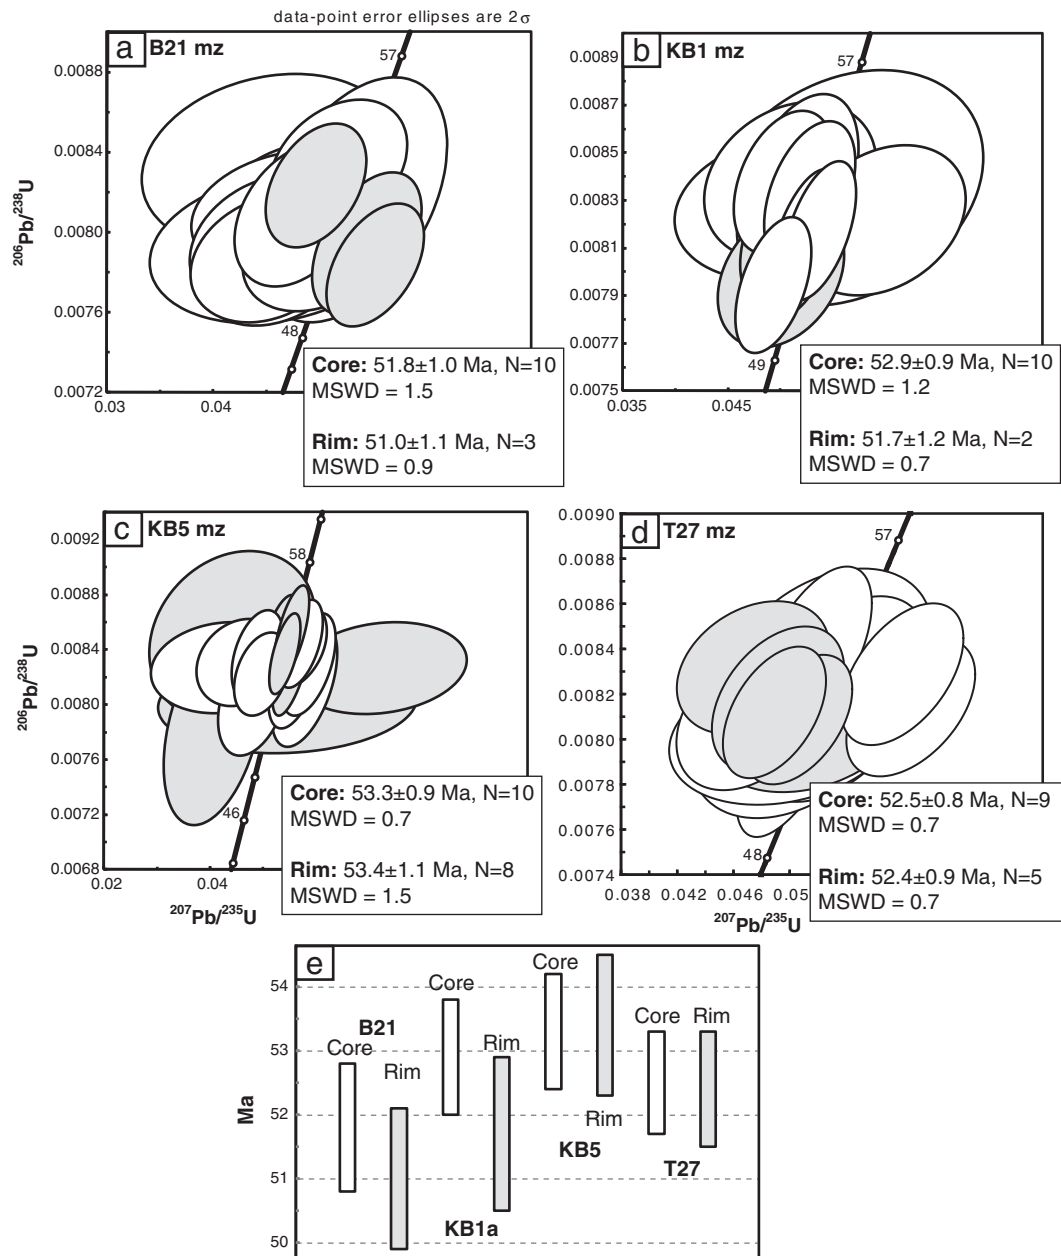 data-point error ellipses are 2σ
a B21 mz
57
0.0088
0.0084
0.0080
0.0076
0.0072
206Pb/238U
48
0.03 0.04
Core: 51.8±1.0 Ma, N=10
MSWD = 1.5
Rim: 51.0±1.1 Ma, N=3
MSWD = 0.9
b KB1 mz
57
0.0089
0.0087
0.0085
0.0083
0.0081
0.0079
0.0077
0.0075
49
0.035 0.045
Core: 52.9±0.9 Ma, N=10
MSWD = 1.2
Rim: 51.7±1.2 Ma, N=2
MSWD = 0.7
c KB5 mz
58
0.0092
0.0088
0.0084
0.0080
0.0076
0.0072
0.0068
206Pb/238U
46
0.02 0.04
207Pb/235U
Core: 53.3±0.9 Ma, N=10
MSWD = 0.7
Rim: 53.4±1.1 Ma, N=8
MSWD = 1.5
d T27 mz
57
0.0090
0.0088
0.0086
0.0084
0.0082
0.0080
0.0078
0.0076
0.0074
48
0.038 0.042 0.046 0.05
207Pb/235U
Core: 52.5±0.8 Ma, N=9
MSWD = 0.7
Rim: 52.4±0.9 Ma, N=5
MSWD = 0.7
e
54
53
52
51
50
Ma
B21
Core
Rim
Core
Rim
KB1a
Core
Rim
KB5
Core Rim
T27